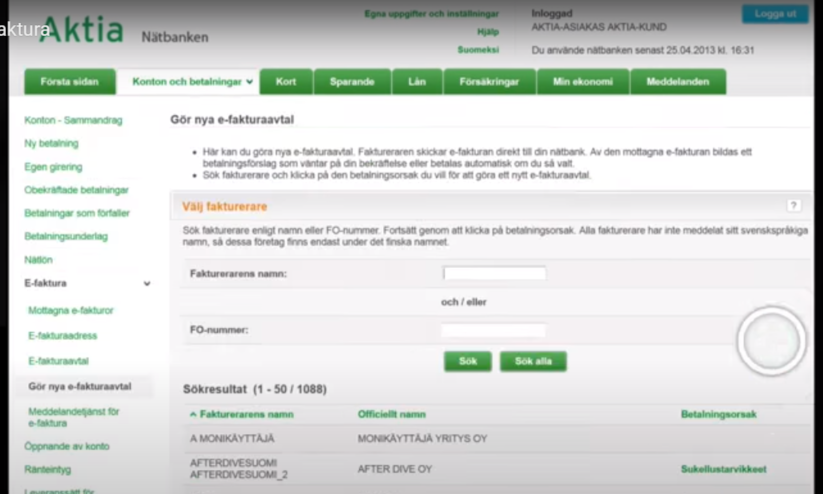 aktura
Aktia Nätbanken
Egna uppgifter och inställningar
Hjälp
Suomeksi
Inloggad
AKTIA-ASIAKAS AKTIA-KUND
Logga ut
Du använde nätbanken senast 25.04.2013 kl. 16:31
Första sidan
Konton och betalningar
Kort
Sparande
Lån
Försäkringar
Min ekonomi
Meddelanden
Konton - Sammandrag
Ny betalning
Egen girering
Obekräftade betalningar
Betalningar som förfaller
Betalningsunderlag
Nätlön
E-faktura
Mottagna e-fakturor
E-fakturaadress
E-fakturaavtal
Gör nya e-fakturaavtal
Meddelandetjänst för
e-faktura
Öppnande av konto
Ränteintyg
Leveranssätt för
Gör nya e-fakturaavtal
• Här kan du göra nya e-fakturaavtal. Faktureraren skickar e-fakturan direkt till din nätbank. Av den mottagna e-fakturan bildas ett
betalningsförslag som väntar på din bekräftelse eller betalas automatisk om du så valt.
• Sök fakturerare och klicka på den betalningsorsak du vill för att göra ett nytt e-fakturaavtal.
Välj fakturerare
?
Sök fakturerare enligt namn eller FO-nummer. Fortsätt genom att klicka på betalningsorsak. Alla fakturerare har inte meddelat sitt svenskspråkiga
namn, så dessa företag finns endast under det finska namnet.
Fakturerarens namn:
och / eller
FO-nummer:
Sök
Sök alla
Sökresultat (1 - 50 / 1088)
Fakturerarens namn
Officiellt namn
Betalningsorsak
A MONIKÄYTTÄJÄ
MONIKÄYTTÄJÄ YRITYS OY
AFTERDIVESUOMI
AFTERDIVESUOMI_2
AFTER DIVE OY
Sukellustarvikkeet